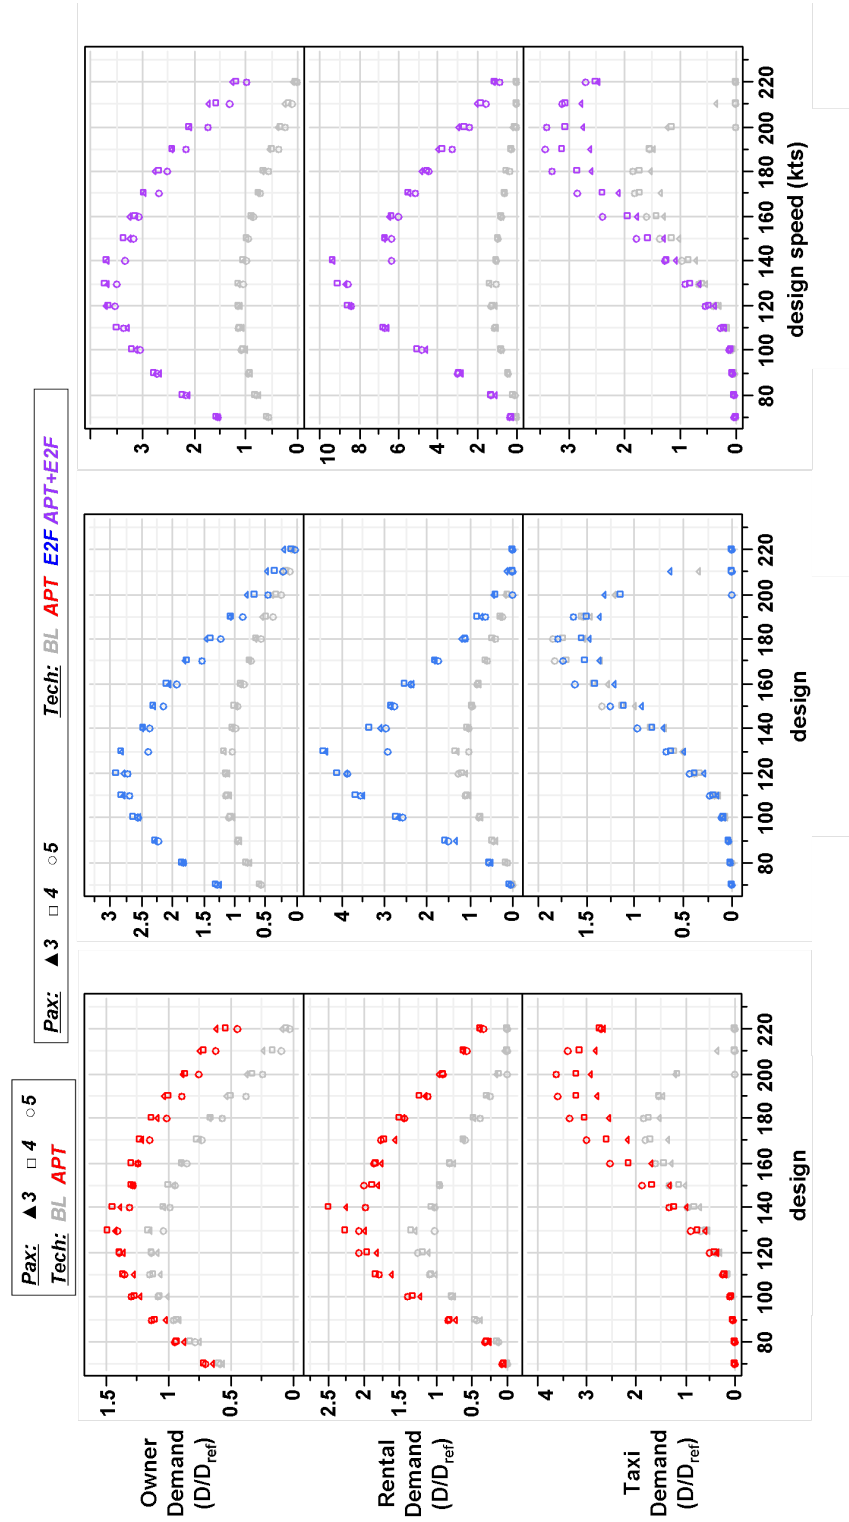 Pax: ▲3 □ 4 ○5
Tech: BL APT
Pax: ▲3 □ 4 ○5 Tech: BL APT E2F APT+E2F
Owner
Demand
(D/Dref)
1.5
1
0.5
0
3
2.5
2
1.5
1
0.5
0
3
2
1
0
Rental
Demand
(D/Dref)
2.5
2
1.5
1
0.5
0
4
3
2
1
0
10
8
6
4
2
0
Taxi
Demand
(D/Dref)
4
3
2
1
0
2
1.5
1
0.5
0
3
2
1
0
80 100 120 140 160 180 200 220
80 100 120 140 160 180 200 220
80 100 120 140 160 180 200 220
design
design
design speed (kts)